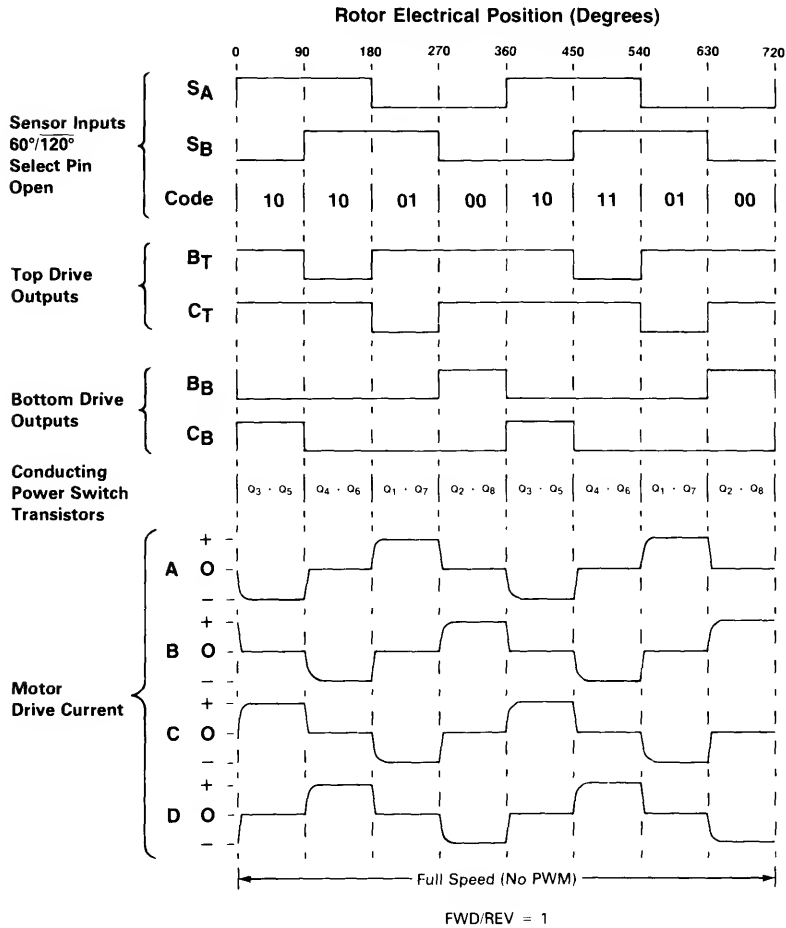 Rotor Electrical Position (Degrees)
0 90 180 270 360 450 540 630 720
SA
Sensor Inputs
60°/120°
Select Pin
Open
SB
Code 10 10 01 00 10 11 01 00
BT
Top Drive
Outputs
CT
BB
Bottom Drive
Outputs
CB
Conducting
Power Switch
Transistors
Q3 · Q5 Q4 · Q6 Q1 · Q7 Q2 · Q8 Q3 · Q5 Q4 · Q6 Q1 · Q7 Q2 · Q8
+
A O
−
+
B O
−
Motor
Drive Current
+
C O
−
+
D O
−
Full Speed (No PWM)
FWD/REV = 1